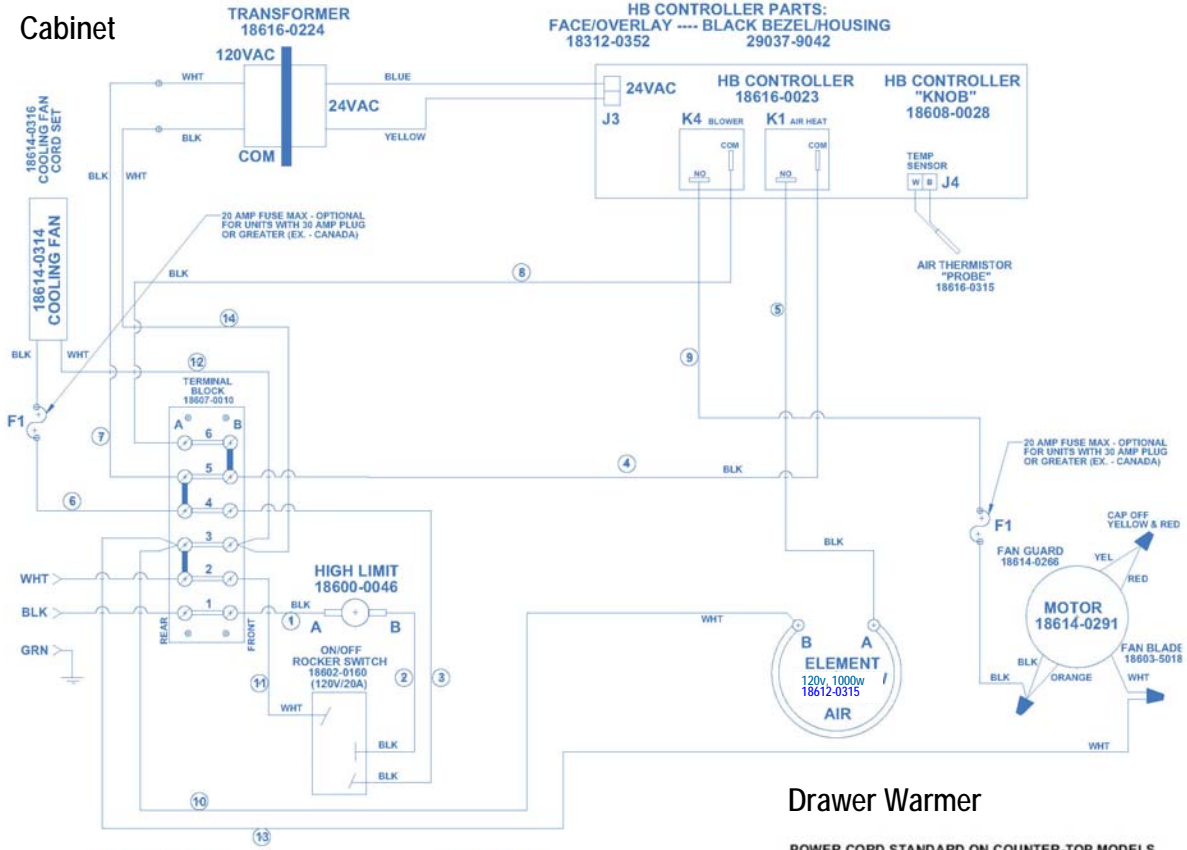 Cabinet
TRANSFORMER
18616-0224
120VAC
WHT
BLUE
24VAC
BLK
YELLOW
COM
HB CONTROLLER PARTS:
FACE/OVERLAY ---- BLACK BEZEL/HOUSING
18312-0352 29037-9042
24VAC
J3
HB CONTROLLER
18616-0023
K4 BLOWER
COM
NO
K1 AIR HEAT
COM
NO
HB CONTROLLER
"KNOB"
18608-0028
TEMP
SENSOR
W B J4
AIR THERMISTOR
"PROBE"
18616-0315
18614-0316
COOLING FAN
CORD SET
BLK WHT
18614-0314
COOLING FAN
20 AMP FUSE MAX - OPTIONAL
FOR UNITS WITH 30 AMP PLUG
OR GREATER (EX. - CANADA)
BLK
8
5
14
9
BLK WHT
12
TERMINAL
BLOCK
18607-0010
A B
F1
6
7
5
4
BLK
6
4
3
2
1
REAR
FRONT
WHT
BLK
GRN
HIGH LIMIT
18600-0046
BLK
1
A B
ON/OFF
ROCKER SWITCH
18602-0160
(120V/20A)
2
3
11
WHT
BLK
BLK
10
13
BLK
WHT
B A
ELEMENT
120v, 1000w
18612-0315
AIR
20 AMP FUSE MAX - OPTIONAL
FOR UNITS WITH 30 AMP PLUG
OR GREATER (EX. - CANADA)
F1
CAP OFF
YELLOW & RED
FAN GUARD
18614-0266
YEL
RED
MOTOR
18614-0291
FAN BLADE
18603-5018
BLK
BLK
ORANGE
WHT
WHT
Drawer Warmer
POWER CORD STANDARD ON COUNTER-TOP MODELS